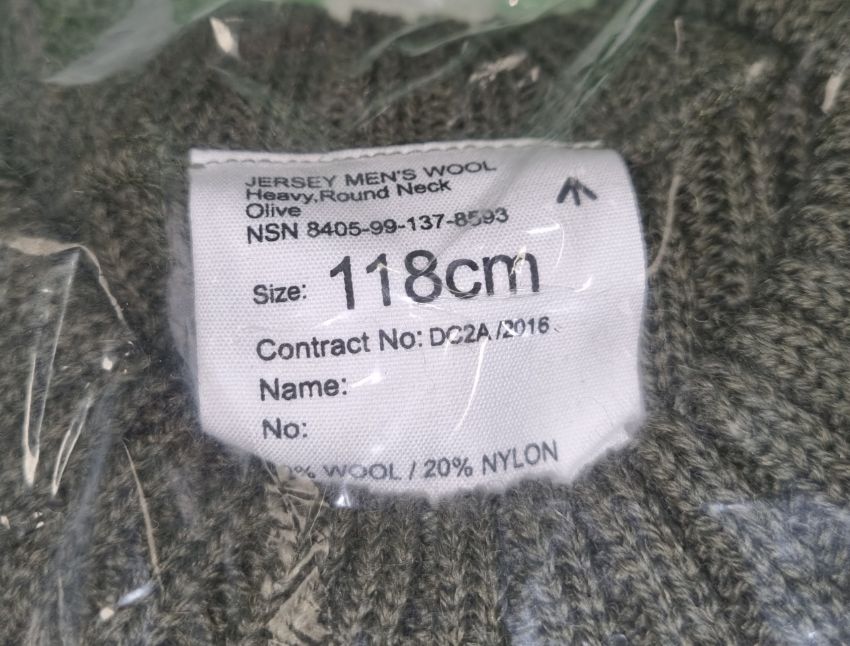 JERSEY MEN'S WOOL
Heavy,Round Neck
Olive
NSN 8405-99-137-8593
Size: 118cm
Contract No: DC2A/2016
Name:
No:
WOOL / 20% NYLON